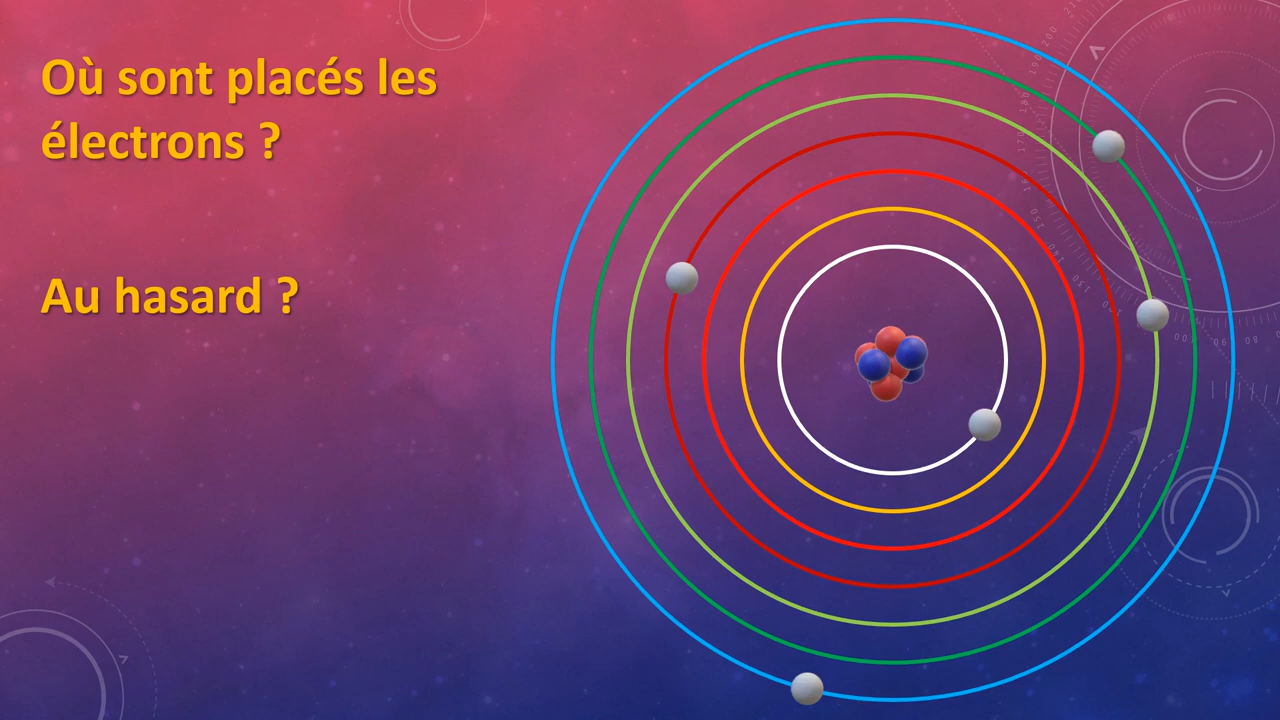 Où sont placés les
électrons ?
Au hasard ?